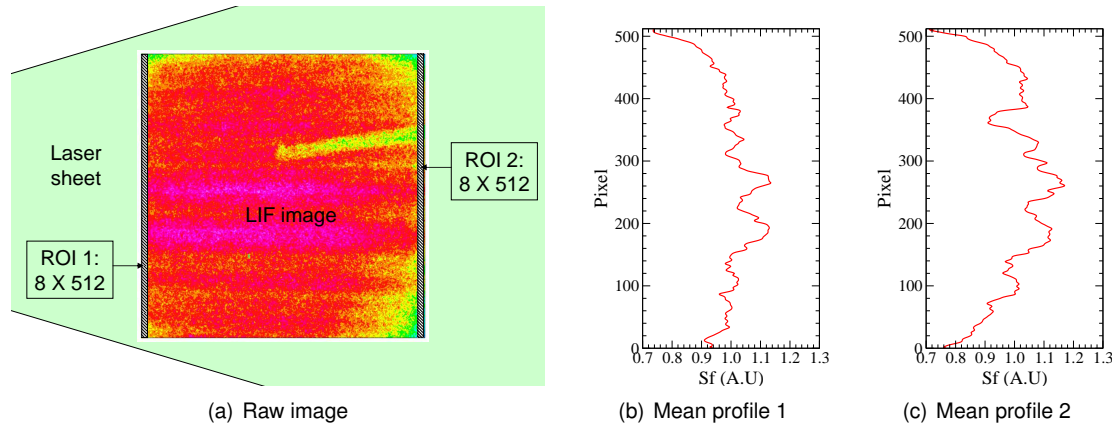 Laser
sheet
ROI 1:
8 X 512
LIF image
ROI 2:
8 X 512
(a) Raw image
Pixel
500
400
300
200
100
0
0.7 0.8 0.9 1.0 1.1 1.2 1.3
Sf (A.U)
(b) Mean profile 1
Pixel
500
400
300
200
100
0
0.7 0.8 0.9 1.0 1.1 1.2 1.3
Sf (A.U)
(c) Mean profile 2